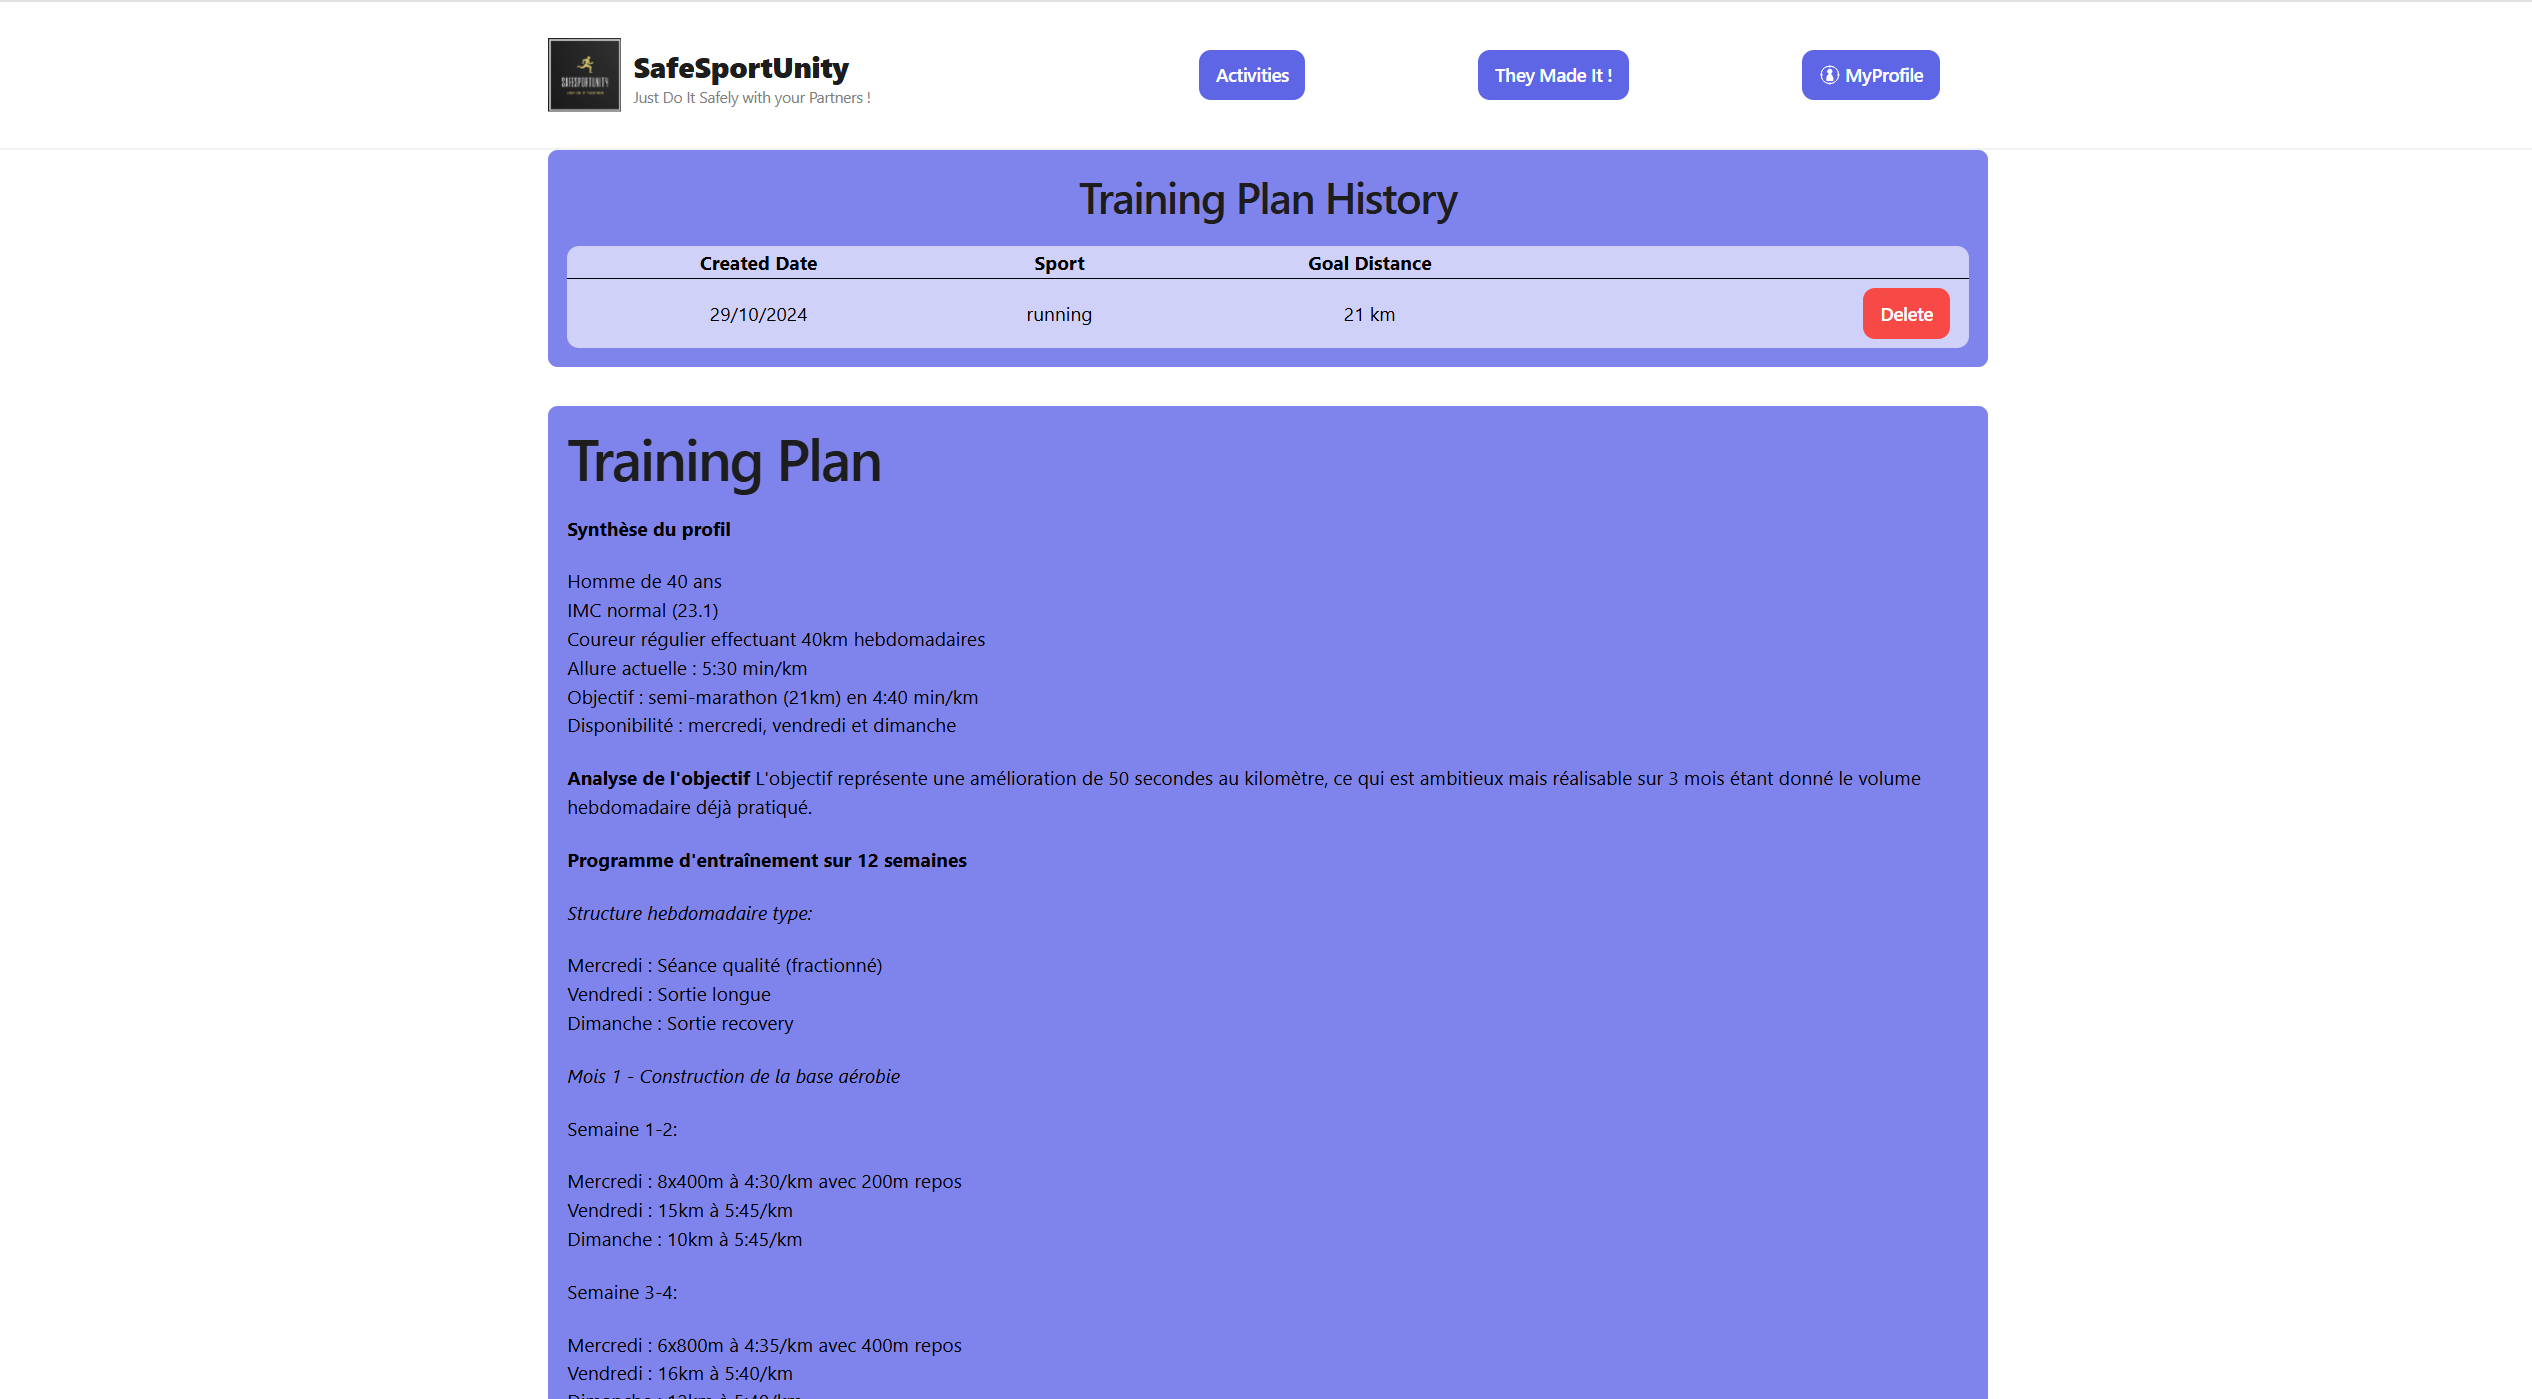 SAFESPORTUNITY
SafeSportUnity
Just Do It Safely with your Partners !
Activities
They Made It !
MyProfile
Training Plan History
Created Date Sport Goal Distance
29/10/2024 running 21 km Delete
Training Plan
Synthèse du profil
Homme de 40 ans
IMC normal (23.1)
Coureur régulier effectuant 40km hebdomadaires
Allure actuelle : 5:30 min/km
Objectif : semi-marathon (21km) en 4:40 min/km
Disponibilité : mercredi, vendredi et dimanche
Analyse de l'objectif L'objectif représente une amélioration de 50 secondes au kilomètre, ce qui est ambitieux mais réalisable sur 3 mois étant donné le volume
hebdomadaire déjà pratiqué.
Programme d'entraînement sur 12 semaines
Structure hebdomadaire type:
Mercredi : Séance qualité (fractionné)
Vendredi : Sortie longue
Dimanche : Sortie recovery
Mois 1 - Construction de la base aérobie
Semaine 1-2:
Mercredi : 8x400m à 4:30/km avec 200m repos
Vendredi : 15km à 5:45/km
Dimanche : 10km à 5:45/km
Semaine 3-4:
Mercredi : 6x800m à 4:35/km avec 400m repos
Vendredi : 16km à 5:40/km
Dimanche : 12km à 5:40/km